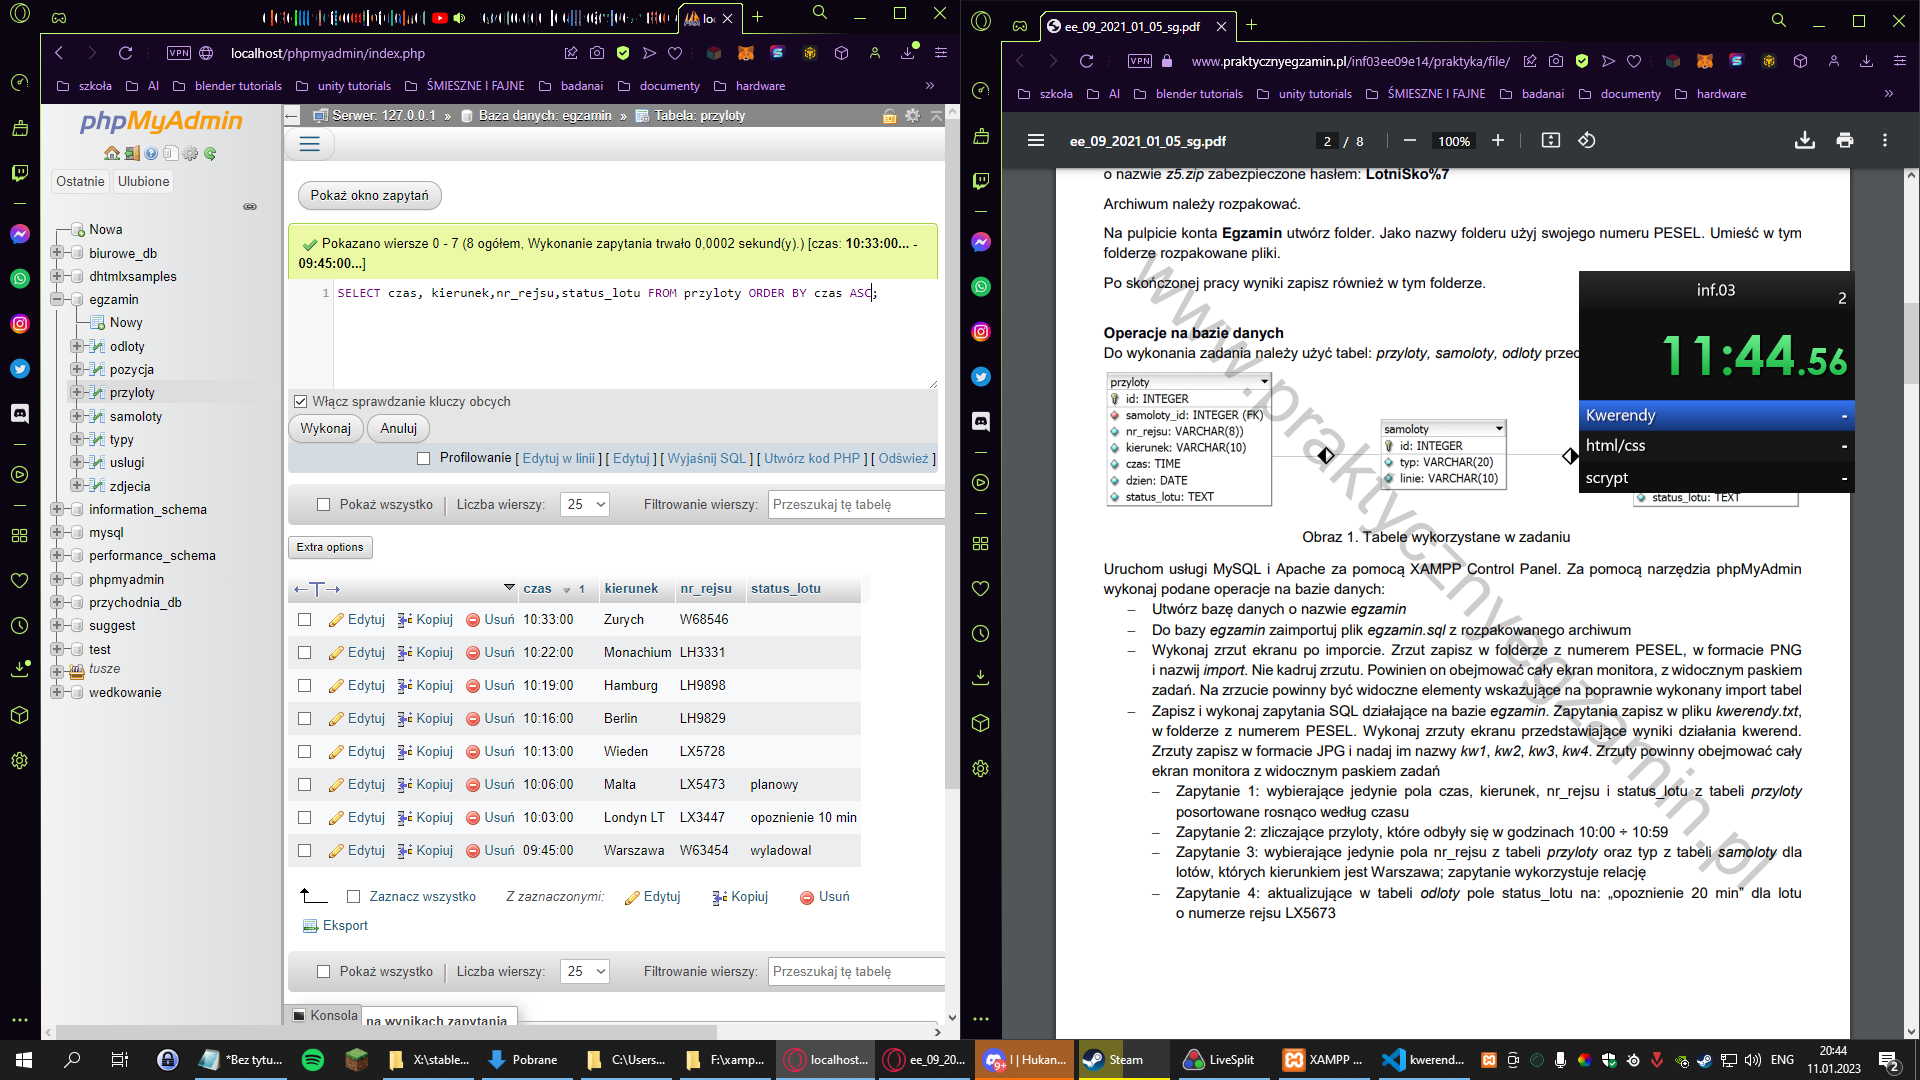 localhost/phpmyadmin/index.php
VPN
szkoła
AI
blender tutorials
unity tutorials
ŚMIESZNE I FAJNE
badanai
documenty
hardware
phpMyAdmin
Ostatnie
Ulubione
Nowa
biurowe_db
dhtmlxsamples
egzamin
Nowy
odloty
pozycja
przyloty
samoloty
typy
uslugi
zdjecia
information_schema
mysql
performance_schema
phpmyadmin
przychodnia_db
suggest
test
tusze
wedkowanie
Serwer: 127.0.0.1 » Baza danych: egzamin » Tabela: przyloty
Pokaż okno zapytań
Pokazano wiersze 0 - 7 (8 ogółem, Wykonanie zapytania trwało 0,0002 sekund(y).) [czas: 10:33:00... -
09:45:00...]
1 SELECT czas, kierunek,nr_rejsu,status_lotu FROM przyloty ORDER BY czas ASC;
Włącz sprawdzanie kluczy obcych
Wykonaj
Anuluj
Profilowanie [ Edytuj w linii ] [ Edytuj ] [ Wyjaśnij SQL ] [ Utwórz kod PHP ] [ Odśwież ]
Pokaż wszystko
Liczba wierszy:
25
Filtrowanie wierszy:
Przeszukaj tę tabelę
Extra options
czas 1 kierunek nr_rejsu status_lotu
Edytuj Kopiuj Usuń 10:33:00 Zurych W68546
Edytuj Kopiuj Usuń 10:22:00 Monachium LH3331
Edytuj Kopiuj Usuń 10:19:00 Hamburg LH9898
Edytuj Kopiuj Usuń 10:16:00 Berlin LH9829
Edytuj Kopiuj Usuń 10:13:00 Wieden LX5728
Edytuj Kopiuj Usuń 10:06:00 Malta LX5473 planowy
Edytuj Kopiuj Usuń 10:03:00 Londyn LT LX3447 opoznienie 10 min
Edytuj Kopiuj Usuń 09:45:00 Warszawa W63454 wyladowal
Zaznacz wszystko
Z zaznaczonymi:
Edytuj
Kopiuj
Usuń
Eksport
Pokaż wszystko
Liczba wierszy:
25
Filtrowanie wierszy:
Przeszukaj tę tabelę
Konsola
na wynikach zapytania
ee_09_2021_01_05_sg.pdf
VPN
www.praktycznyegzamin.pl/inf03ee09e14/praktyka/file/
szkoła
AI
blender tutorials
unity tutorials
ŚMIESZNE I FAJNE
badanai
documenty
hardware
ee_09_2021_01_05_sg.pdf
2 / 8
100%
o nazwie z5.zip zabezpieczone hasłem: LotniSko%7
Archiwum należy rozpakować.
Na pulpicie konta Egzamin utwórz folder. Jako nazwy folderu użyj swojego numeru PESEL. Umieść w tym
folderze rozpakowane pliki.
Po skończonej pracy wyniki zapisz również w tym folderze.
Operacje na bazie danych
Do wykonania zadania należy użyć tabel: przyloty, samoloty, odloty
przyloty
id: INTEGER
samoloty_id: INTEGER (FK)
nr_rejsu: VARCHAR(8))
kierunek: VARCHAR(10)
czas: TIME
dzien: DATE
status_lotu: TEXT
samoloty
id: INTEGER
typ: VARCHAR(20)
linie: VARCHAR(10)
status_lotu: TEXT
inf.03
2
11:44.56
Kwerendy -
html/css -
scrypt -
Obraz 1. Tabele wykorzystane w zadaniu
Uruchom usługi MySQL i Apache za pomocą XAMPP Control Panel. Za pomocą narzędzia phpMyAdmin
wykonaj podane operacje na bazie danych:
– Utwórz bazę danych o nazwie egzamin
– Do bazy egzamin zaimportuj plik egzamin.sql z rozpakowanego archiwum
– Wykonaj zrzut ekranu po imporcie. Zrzut zapisz w folderze z numerem PESEL, w formacie PNG
i nazwij import. Nie kadruj zrzutu. Powinien on obejmować cały ekran monitora, z widocznym paskiem
zadań. Na zrzucie powinny być widoczne elementy wskazujące na poprawnie wykonany import tabel
– Zapisz i wykonaj zapytania SQL działające na bazie egzamin. Zapytania zapisz w pliku kwerendy.txt,
w folderze z numerem PESEL. Wykonaj zrzuty ekranu przedstawiające wyniki działania kwerend.
Zrzuty zapisz w formacie JPG i nadaj im nazwy kw1, kw2, kw3, kw4. Zrzuty powinny obejmować cały
ekran monitora z widocznym paskiem zadań
– Zapytanie 1: wybierające jedynie pola czas, kierunek, nr_rejsu i status_lotu z tabeli przyloty
posortowane rosnąco według czasu
– Zapytanie 2: zliczające przyloty, które odbyły się w godzinach 10:00 ÷ 10:59
– Zapytanie 3: wybierające jedynie pola nr_rejsu z tabeli przyloty oraz typ z tabeli samoloty dla
lotów, których kierunkiem jest Warszawa; zapytanie wykorzystuje relację
– Zapytanie 4: aktualizujące w tabeli odloty pole status_lotu na: „opoznienie 20 min” dla lotu
o numerze rejsu LX5673
www.praktycznyegzamin.pl
*Bez tytu...
X:\stable...
Pobrane
C:\Users...
F:\xamp...
localhost...
ee_09_20...
9+
| | Hukan...
Steam
LiveSplit
XAMPP ...
kwerend...
ENG
20:44
11.01.2023
2